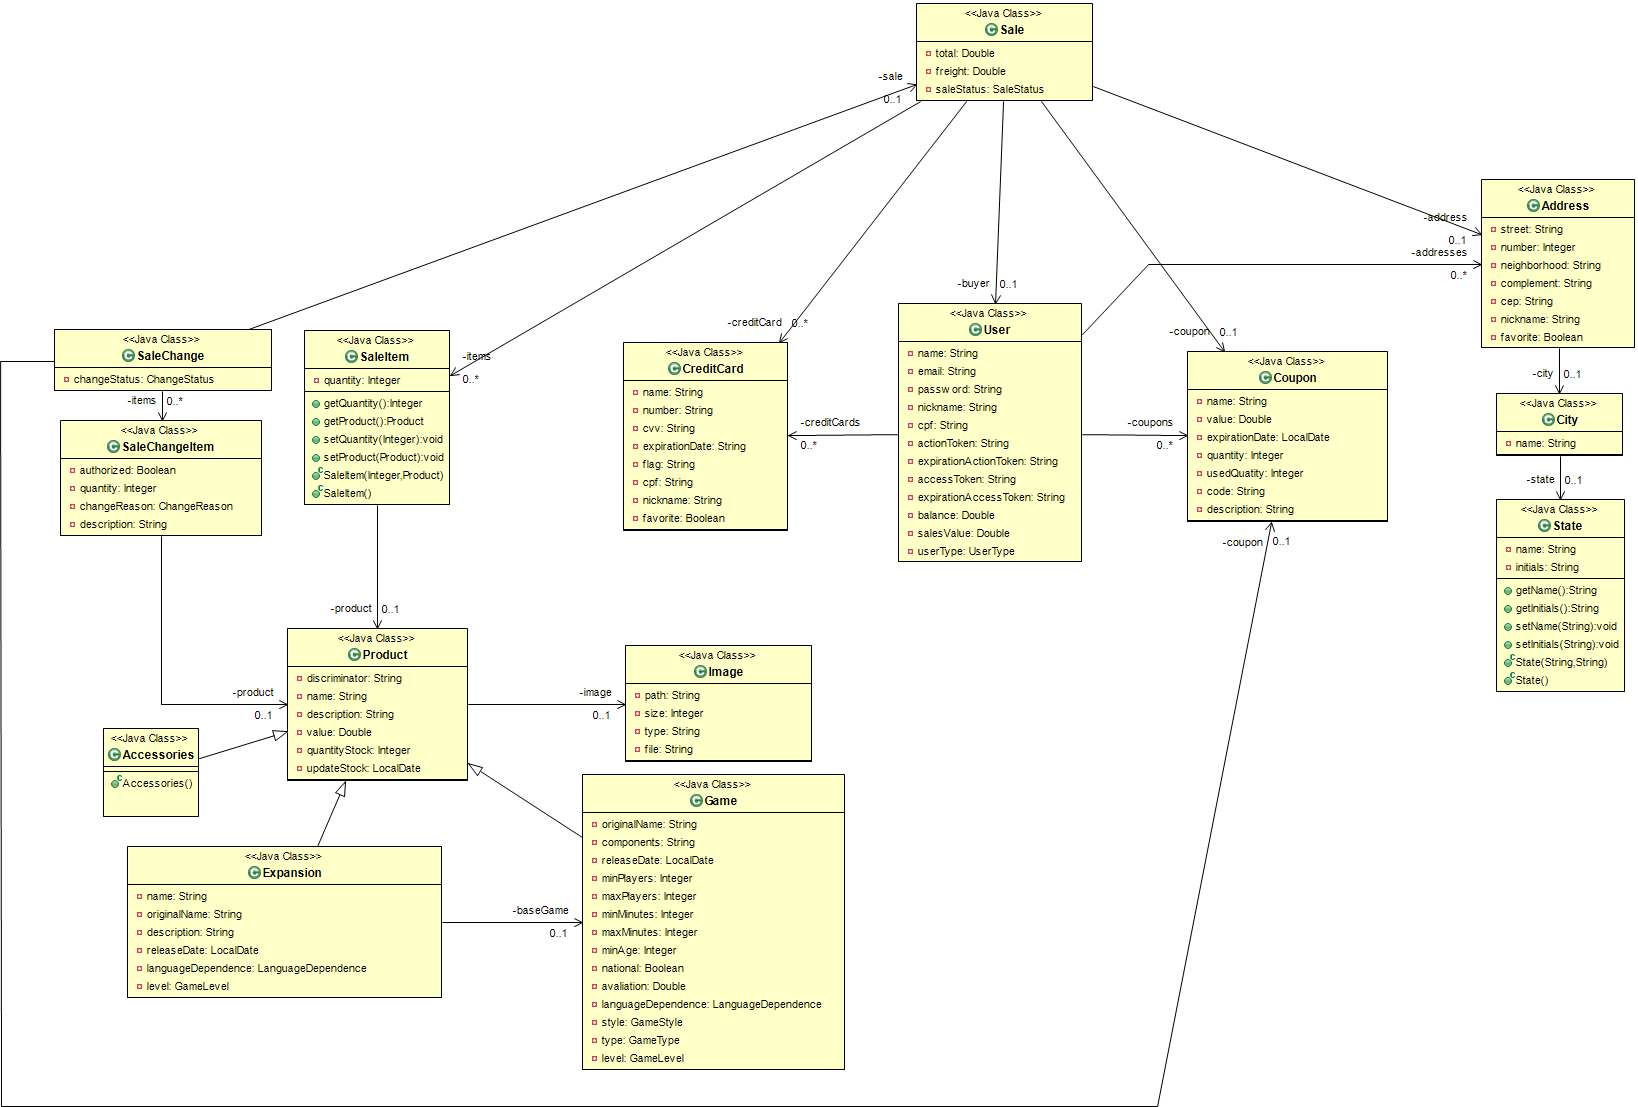 <<Java Class>>
Sale
total: Double
freight: Double
saleStatus: SaleStatus
-sale
0..1
<<Java Class>>
Address
street: String
number: Integer
neighborhood: String
complement: String
cep: String
nickname: String
favorite: Boolean
-address
0..1
-addresses
0..*
-buyer 0..1
-creditCard 0..*
-coupon 0..1
-items
0..*
<<Java Class>>
SaleChange
changeStatus: ChangeStatus
-items 0..*
<<Java Class>>
SaleItem
quantity: Integer
getQuantity():Integer
getProduct():Product
setQuantity(Integer):void
setProduct(Product):void
SaleItem(Integer,Product)
SaleItem()
<<Java Class>>
CreditCard
name: String
number: String
cvv: String
expirationDate: String
flag: String
cpf: String
nickname: String
favorite: Boolean
-creditCards
0..*
<<Java Class>>
User
name: String
email: String
password: String
nickname: String
cpf: String
actionToken: String
expirationActionToken: String
accessToken: String
expirationAccessToken: String
balance: Double
salesValue: Double
userType: UserType
-coupons
0..*
<<Java Class>>
Coupon
name: String
value: Double
expirationDate: LocalDate
quantity: Integer
usedQuatity: Integer
code: String
description: String
-coupon 0..1
-city 0..1
<<Java Class>>
City
name: String
-state 0..1
<<Java Class>>
State
name: String
initials: String
getName():String
getInitials():String
setName(String):void
setInitials(String):void
State(String,String)
State()
<<Java Class>>
SaleChangeItem
authorized: Boolean
quantity: Integer
changeReason: ChangeReason
description: String
-product 0..1
-product
0..1
<<Java Class>>
Product
discriminator: String
name: String
description: String
value: Double
quantityStock: Integer
updateStock: LocalDate
-image
0..1
<<Java Class>>
Image
path: String
size: Integer
type: String
file: String
<<Java Class>>
Accessories
Accessories()
<<Java Class>>
Expansion
name: String
originalName: String
description: String
releaseDate: LocalDate
languageDependence: LanguageDependence
level: GameLevel
-baseGame
0..1
<<Java Class>>
Game
originalName: String
components: String
releaseDate: LocalDate
minPlayers: Integer
maxPlayers: Integer
minMinutes: Integer
maxMinutes: Integer
minAge: Integer
national: Boolean
avaliation: Double
languageDependence: LanguageDependence
style: GameStyle
type: GameType
level: GameLevel